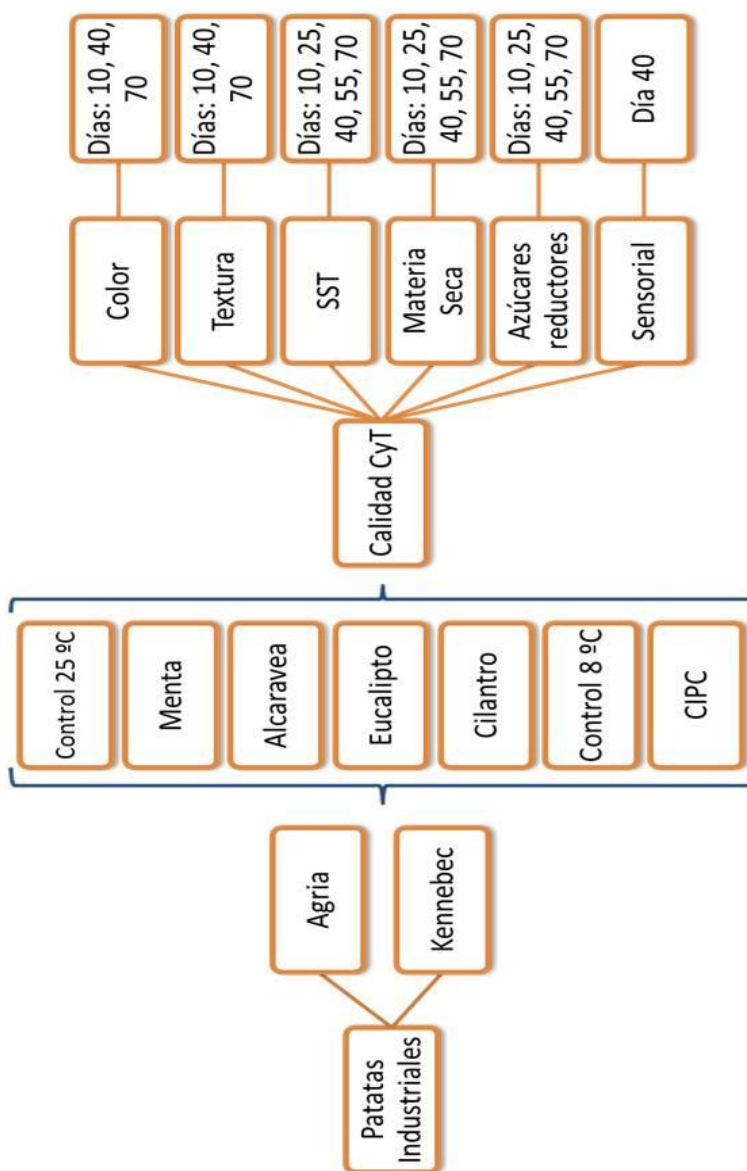 Patatas
Industriales
Agria
Kennebec
Control 25 ºC
Menta
Alcaravea
Eucalipto
Cilantro
Control 8 ºC
CIPC
Calidad CyT
Color
Días: 10, 40,
70
Textura
Días: 10, 40,
70
SST
Días: 10, 25,
40, 55, 70
Materia
Seca
Días: 10, 25,
40, 55, 70
Azúcares
reductores
Días: 10, 25,
40, 55, 70
Sensorial
Día 40